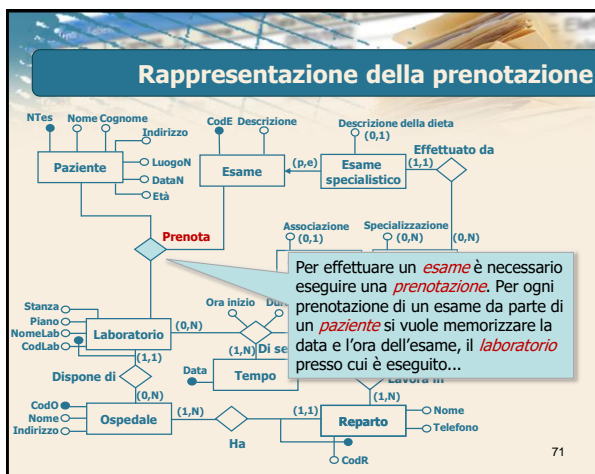 Rappresentazione della prenotazione
NTes
Nome Cognome
Indirizzo
CodE Descrizione
Descrizione della dieta
(0,1)
Effettuato da
Paziente
LuogoN
DataN
Età
Esame
(p,e)
Esame
specialistico
(1,1)
Prenota
Associazione
(0,1)
Specializzazione
(0,N)
(0,N)
Per effettuare un esame è necessario
eseguire una prenotazione. Per ogni
prenotazione di un esame da parte di
un paziente si vuole memorizzare la
data e l'ora dell'esame, il laboratorio
presso cui è eseguito...
Stanza
Piano
NomeLab
CodLab
Laboratorio
(0,N)
Ora inizio
(1,N)
Di se
(1,1)
Dispone di
(0,N)
Data
Tempo
Lavora in
(1,N)
CodO
Nome
Indirizzo
Ospedale
(1,N)
Ha
(1,1)
Reparto
Nome
Telefono
CodR
71